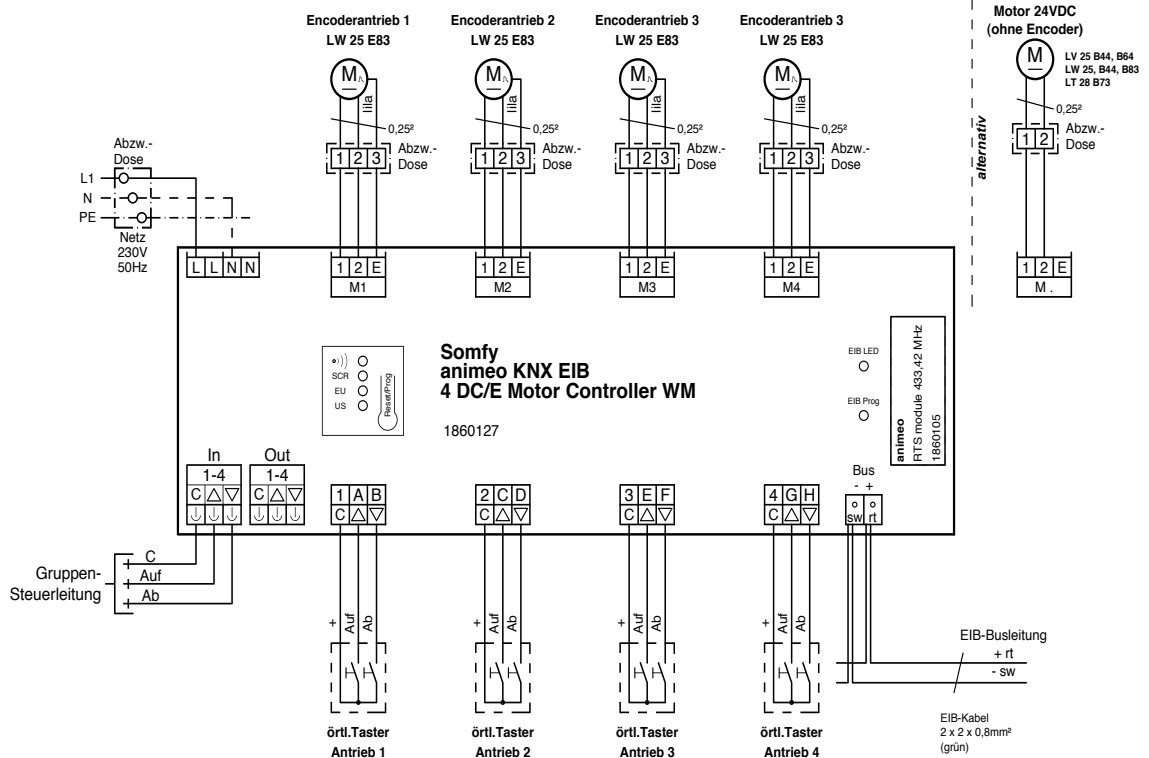 Encoderantrieb 1
LW 25 E83
Encoderantrieb 2
LW 25 E83
Encoderantrieb 3
LW 25 E83
Encoderantrieb 3
LW 25 E83
Motor 24VDC
(ohne Encoder)
M
lila
0,25²
1 2 3
Abzw.-
Dose
M
lila
0,25²
1 2 3
Abzw.-
Dose
M
lila
0,25²
1 2 3
Abzw.-
Dose
M
lila
0,25²
1 2 3
Abzw.-
Dose
alternativ
M
LV 25 B44, B64
LW 25, B44, B83
LT 28 B73
0,25²
1 2
Abzw.-
Dose
Abzw.-
Dose
L1
N
PE
Netz
230V
50Hz
L L N N
1 2 E
M1
1 2 E
M2
1 2 E
M3
1 2 E
M4
1 2 E
M .
SCR
EU
US
Reset/Prog
Somfy
animeo KNX EIB
4 DC/E Motor Controller WM
1860127
EIB LED
EIB Prog
animeo
RTS module 433,42 MHz
1860105
In
1-4
C △ ▽
Out
1-4
C △ ▽
1 A B
C △ ▽
2 C D
C △ ▽
3 E F
C △ ▽
4 G H
C △ ▽
Bus
- +
sw rt
Gruppen-
Steuerleitung
C
Auf
Ab
+ Auf Ab
+ Auf Ab
+ Auf Ab
+ Auf Ab
örtl.Taster
Antrieb 1
örtl.Taster
Antrieb 2
örtl.Taster
Antrieb 3
örtl.Taster
Antrieb 4
EIB-Busleitung
+ rt
- sw
EIB-Kabel
2 x 2 x 0,8mm²
(grün)